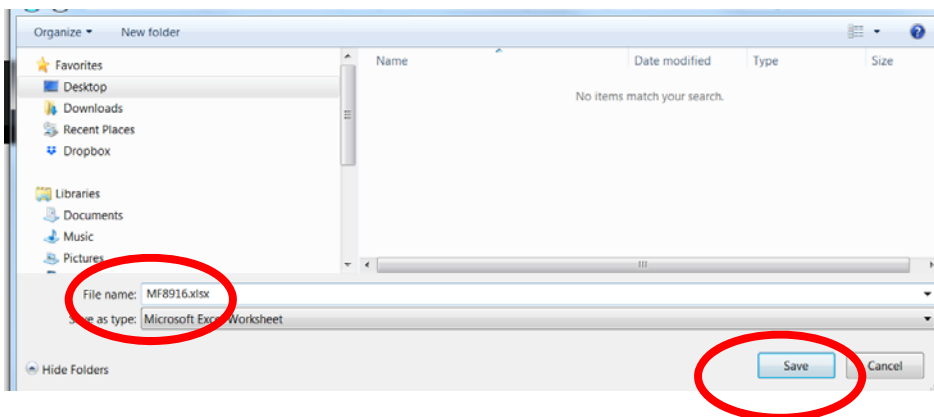 Organize New folder
Name Date modified Type Size
Favorites
Desktop
Downloads
Recent Places
Dropbox
No items match your search.
Libraries
Documents
Music
Pictures
File name: MF8916.xlsx
Save as type: Microsoft Excel Worksheet
Hide Folders
Save Cancel